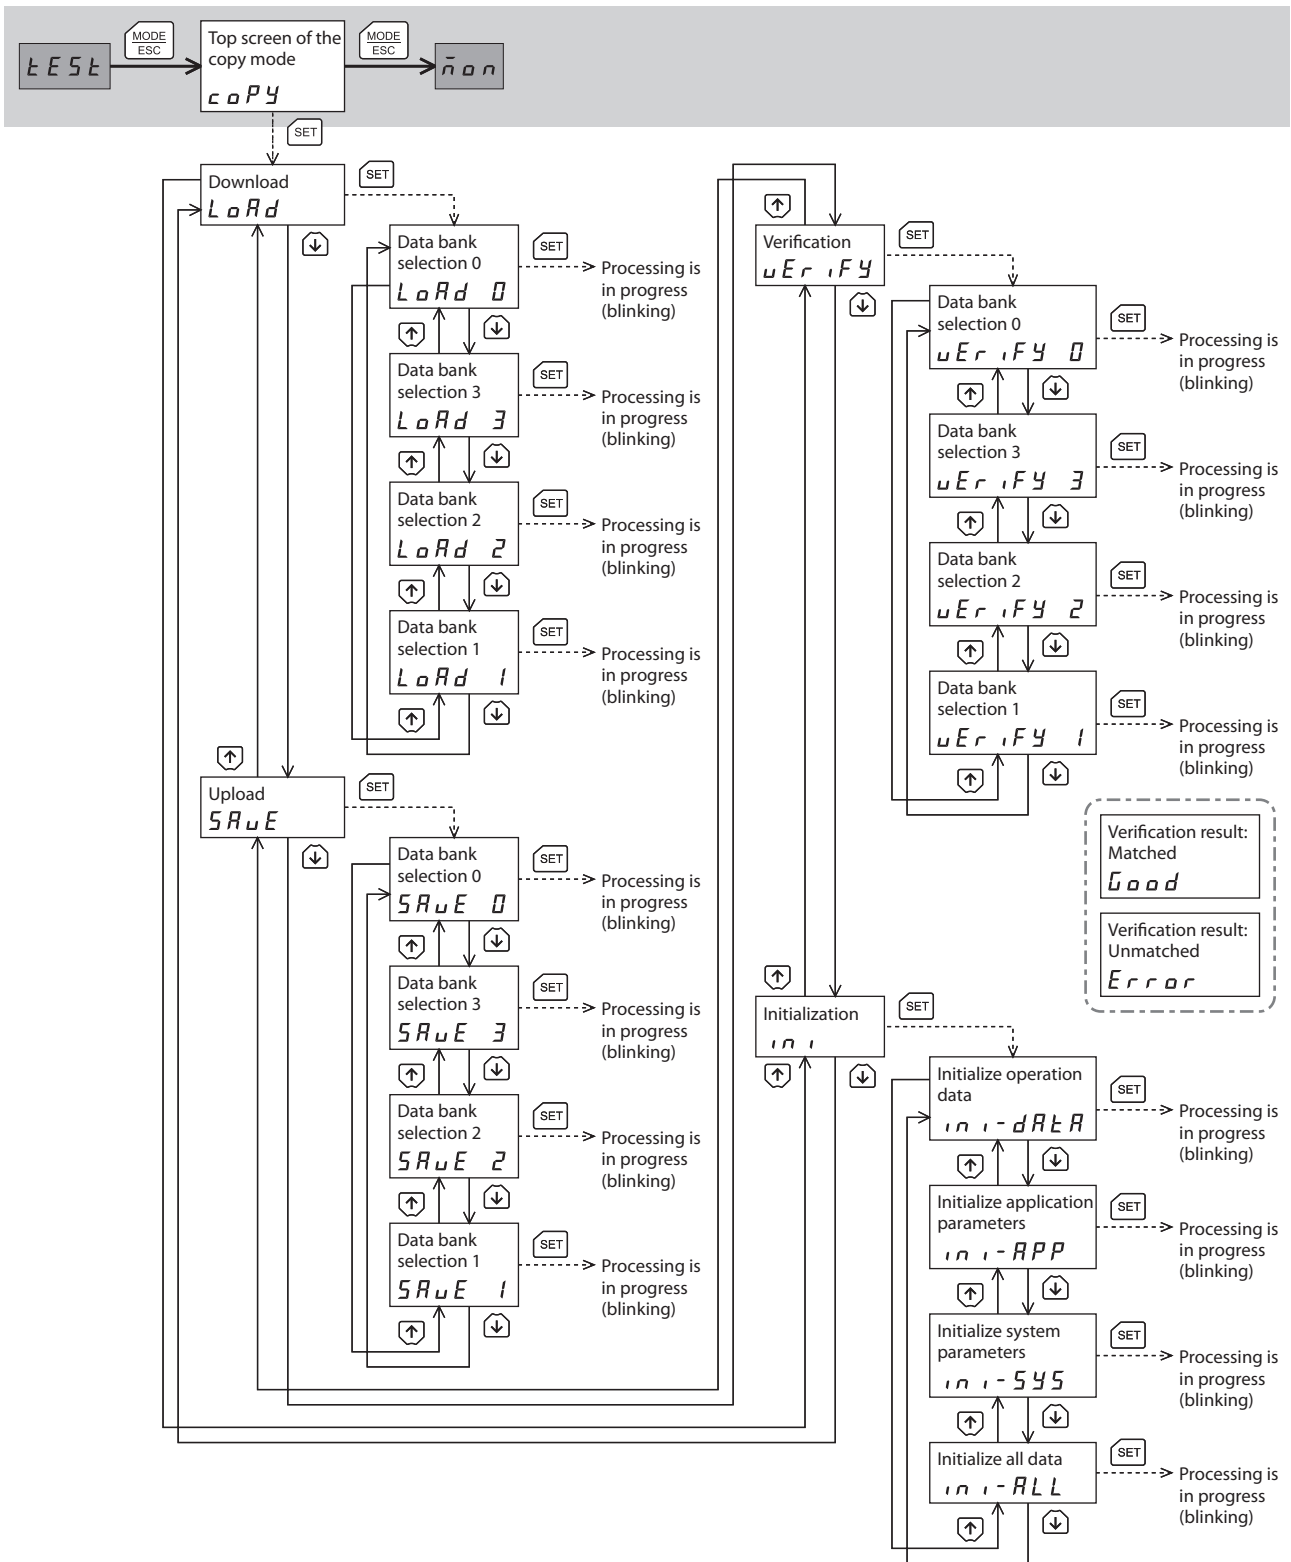 tESt
MODE
ESC
Top screen of the
copy mode
coPY
MODE
ESC
mon
SET
Download
LoAd
SET
Data bank
selection 0
LoAd 0
SET
Processing is
in progress
(blinking)
Data bank
selection 3
LoAd 3
SET
Processing is
in progress
(blinking)
Data bank
selection 2
LoAd 2
SET
Processing is
in progress
(blinking)
Data bank
selection 1
LoAd 1
SET
Processing is
in progress
(blinking)
Upload
SAvE
SET
Data bank
selection 0
SAvE 0
SET
Processing is
in progress
(blinking)
Data bank
selection 3
SAvE 3
SET
Processing is
in progress
(blinking)
Data bank
selection 2
SAvE 2
SET
Processing is
in progress
(blinking)
Data bank
selection 1
SAvE 1
SET
Processing is
in progress
(blinking)
Verification
vEriFY
SET
Data bank
selection 0
vEriFY 0
SET
Processing is
in progress
(blinking)
Data bank
selection 3
vEriFY 3
SET
Processing is
in progress
(blinking)
Data bank
selection 2
vEriFY 2
SET
Processing is
in progress
(blinking)
Data bank
selection 1
vEriFY 1
SET
Processing is
in progress
(blinking)
Verification result:
Matched
Good
Verification result:
Unmatched
Error
Initialization
ini
SET
Initialize operation
data
ini-dAtA
SET
Processing is
in progress
(blinking)
Initialize application
parameters
ini-APP
SET
Processing is
in progress
(blinking)
Initialize system
parameters
ini-SYS
SET
Processing is
in progress
(blinking)
Initialize all data
ini-ALL
SET
Processing is
in progress
(blinking)